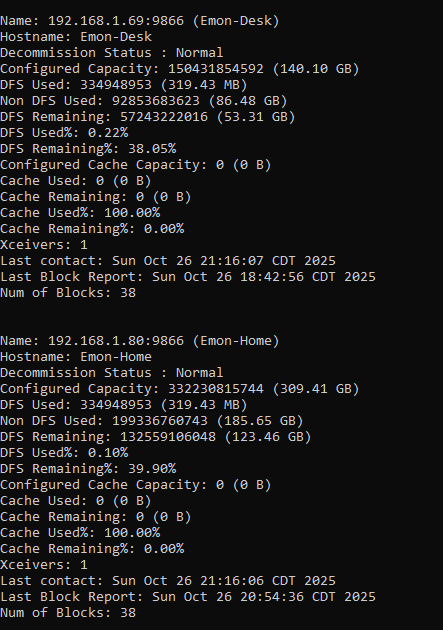 Name: 192.168.1.69:9866 (Emon-Desk)
Hostname: Emon-Desk
Decommission Status : Normal
Configured Capacity: 150431854592 (140.10 GB)
DFS Used: 334948953 (319.43 MB)
Non DFS Used: 92853683623 (86.48 GB)
DFS Remaining: 57243222016 (53.31 GB)
DFS Used%: 0.22%
DFS Remaining%: 38.05%
Configured Cache Capacity: 0 (0 B)
Cache Used: 0 (0 B)
Cache Remaining: 0 (0 B)
Cache Used%: 100.00%
Cache Remaining%: 0.00%
Xceivers: 1
Last contact: Sun Oct 26 21:16:07 CDT 2025
Last Block Report: Sun Oct 26 18:42:56 CDT 2025
Num of Blocks: 38
Name: 192.168.1.80:9866 (Emon-Home)
Hostname: Emon-Home
Decommission Status : Normal
Configured Capacity: 332230815744 (309.41 GB)
DFS Used: 334948953 (319.43 MB)
Non DFS Used: 199336760743 (185.65 GB)
DFS Remaining: 132559106048 (123.46 GB)
DFS Used%: 0.10%
DFS Remaining%: 39.90%
Configured Cache Capacity: 0 (0 B)
Cache Used: 0 (0 B)
Cache Remaining: 0 (0 B)
Cache Used%: 100.00%
Cache Remaining%: 0.00%
Xceivers: 1
Last contact: Sun Oct 26 21:16:06 CDT 2025
Last Block Report: Sun Oct 26 20:54:36 CDT 2025
Num of Blocks: 38